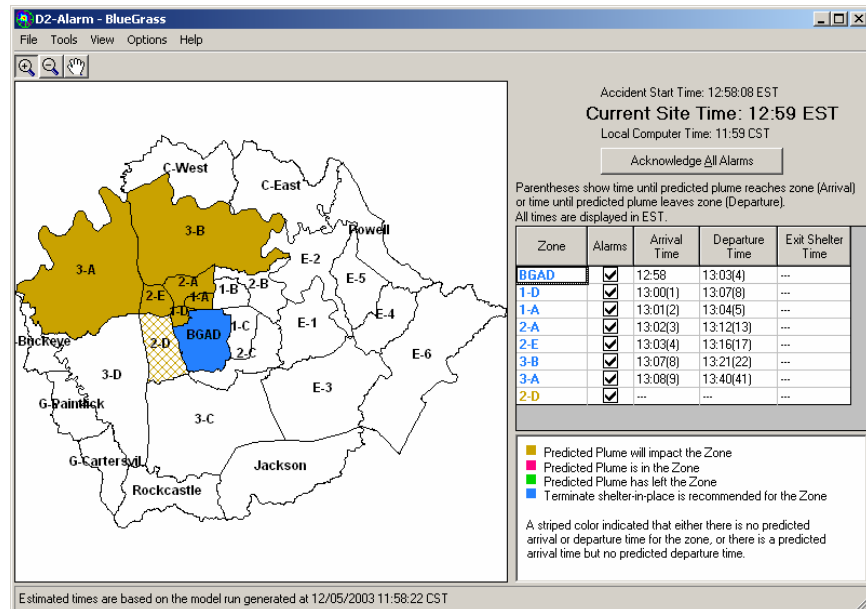 D2-Alarm - BlueGrass
File Tools View Options Help
Accident Start Time: 12:58:08 EST
Current Site Time: 12:59 EST
Local Computer Time: 11:59 CST
Acknowledge All Alarms
Parentheses show time until predicted plume reaches zone (Arrival)
or time until predicted plume leaves zone (Departure).
All times are displayed in EST.
Zone Alarms Arrival Time Departure Time Exit Shelter Time
BGAD 12:58 13:03(4) ---
1-D 13:00(1) 13:07(8) ---
1-A 13:01(2) 13:04(5) ---
2-A 13:02(3) 13:12(13) ---
2-E 13:03(4) 13:16(17) ---
3-B 13:07(8) 13:21(22) ---
3-A 13:08(9) 13:40(41) ---
2-D --- --- ---
C-West
C-East
Powell
3-B
E-2
3-A
E-5
2-A
2-B
1-B
2-E
1-A
1-D
E-4
BGAD
1-C
E-1
-Buckeye
2-D
2-C
E-6
3-D
E-3
G-Paintlick
3-C
G-Cartersvil
Jackson
Rockcastle
Predicted Plume will impact the Zone
Predicted Plume is in the Zone
Predicted Plume has left the Zone
Terminate shelter-in-place is recommended for the Zone
A striped color indicated that either there is no predicted
arrival or departure time for the zone, or there is a predicted
arrival time but no predicted departure time.
Estimated times are based on the model run generated at 12/05/2003 11:58:22 CST